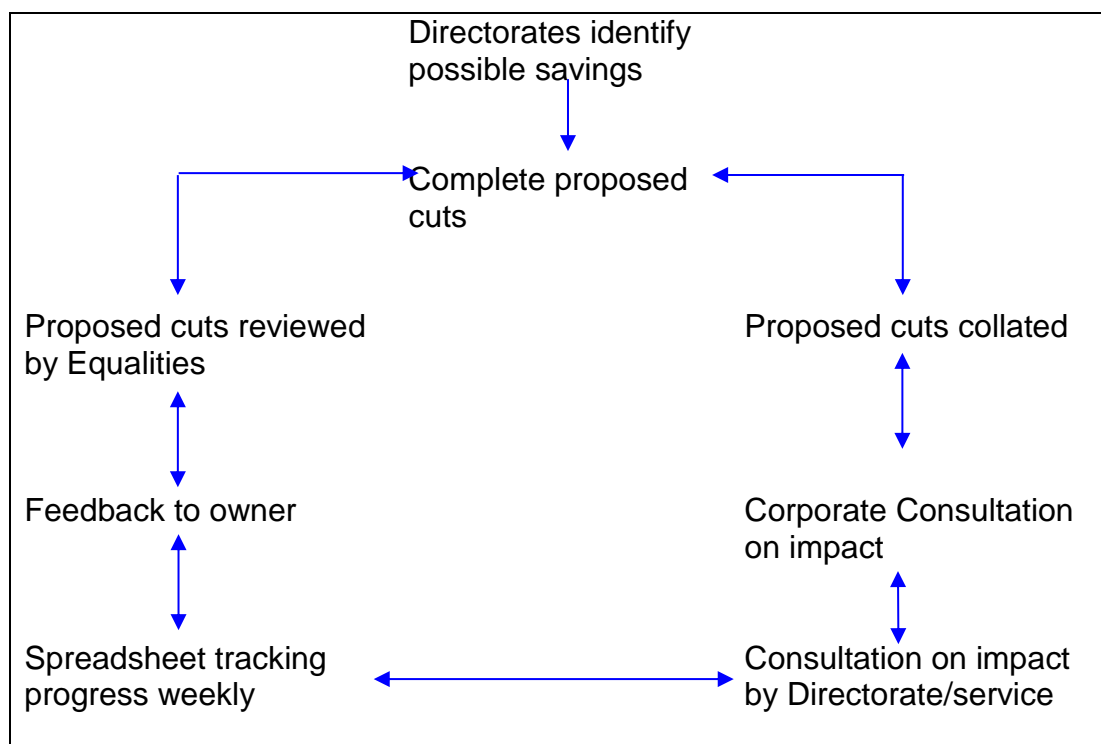 Directorates identify
possible savings
Complete proposed
cuts
Proposed cuts reviewed
by Equalities
Proposed cuts collated
Feedback to owner
Corporate Consultation
on impact
Spreadsheet tracking
progress weekly
Consultation on impact
by Directorate/service